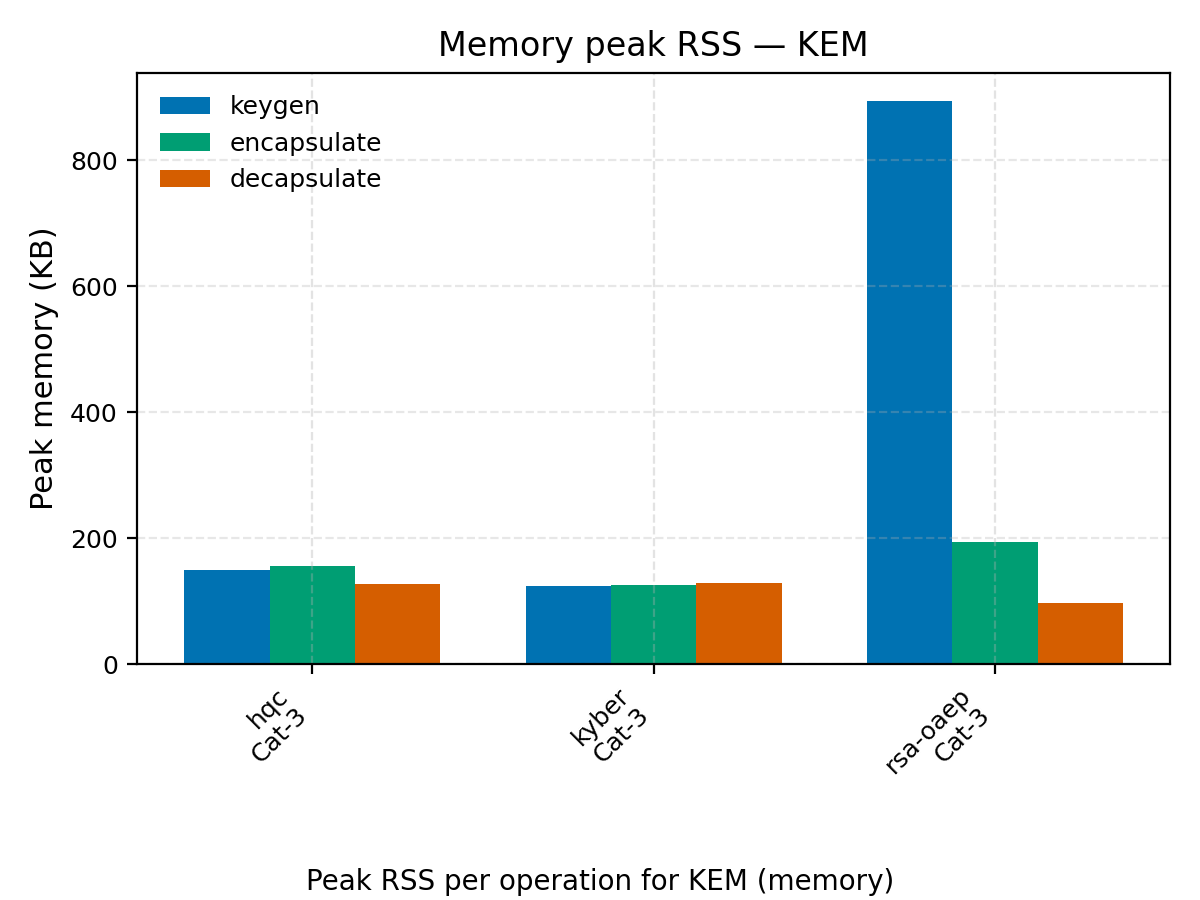 Memory peak RSS — KEM
keygen
encapsulate
decapsulate
Peak memory (KB)
800
600
400
200
0
hqc
Cat-3
kyber
Cat-3
rsa-oaep
Cat-3
Peak RSS per operation for KEM (memory)